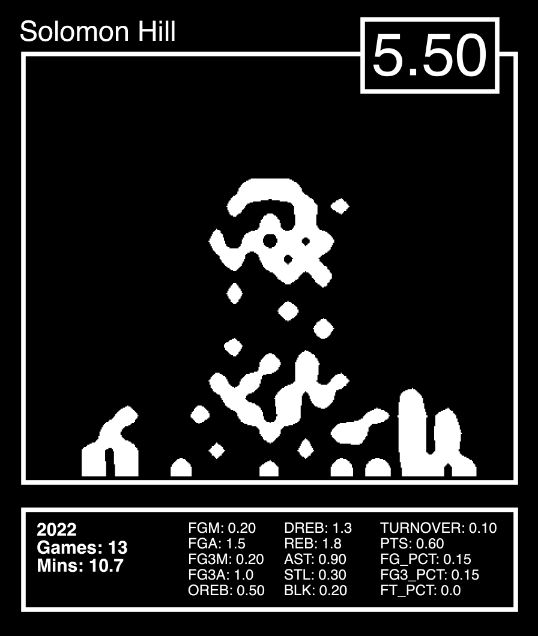 Solomon Hill
5.50
2022
Games: 13
Mins: 10.7
FGM: 0.20
FGA: 1.5
FG3M: 0.20
FG3A: 1.0
OREB: 0.50
DREB: 1.3
REB: 1.8
AST: 0.90
STL: 0.30
BLK: 0.20
TURNOVER: 0.10
PTS: 0.60
FG_PCT: 0.15
FG3_PCT: 0.15
FT_PCT: 0.0